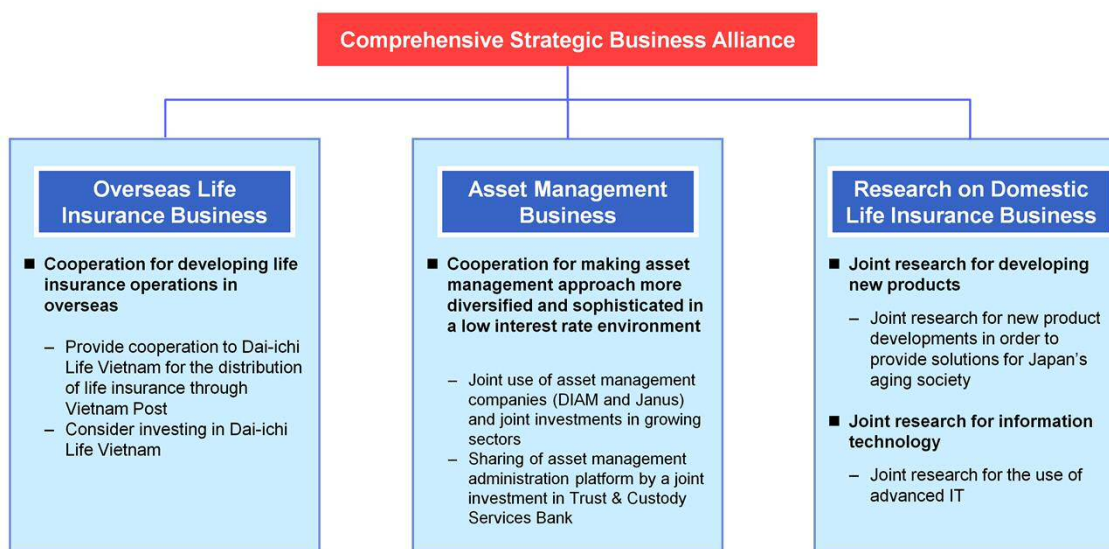 Comprehensive Strategic Business Alliance
Overseas Life
Insurance Business
■ Cooperation for developing life
insurance operations in
overseas
– Provide cooperation to Dai-ichi
Life Vietnam for the distribution
of life insurance through
Vietnam Post
– Consider investing in Dai-ichi
Life Vietnam
Asset Management
Business
■ Cooperation for making asset
management approach more
diversified and sophisticated in
a low interest rate environment
– Joint use of asset management
companies (DIAM and Janus)
and joint investments in growing
sectors
– Sharing of asset management
administration platform by a joint
investment in Trust & Custody
Services Bank
Research on Domestic
Life Insurance Business
■ Joint research for developing
new products
– Joint research for new product
developments in order to
provide solutions for Japan’s
aging society
■ Joint research for information
technology
– Joint research for the use of
advanced IT